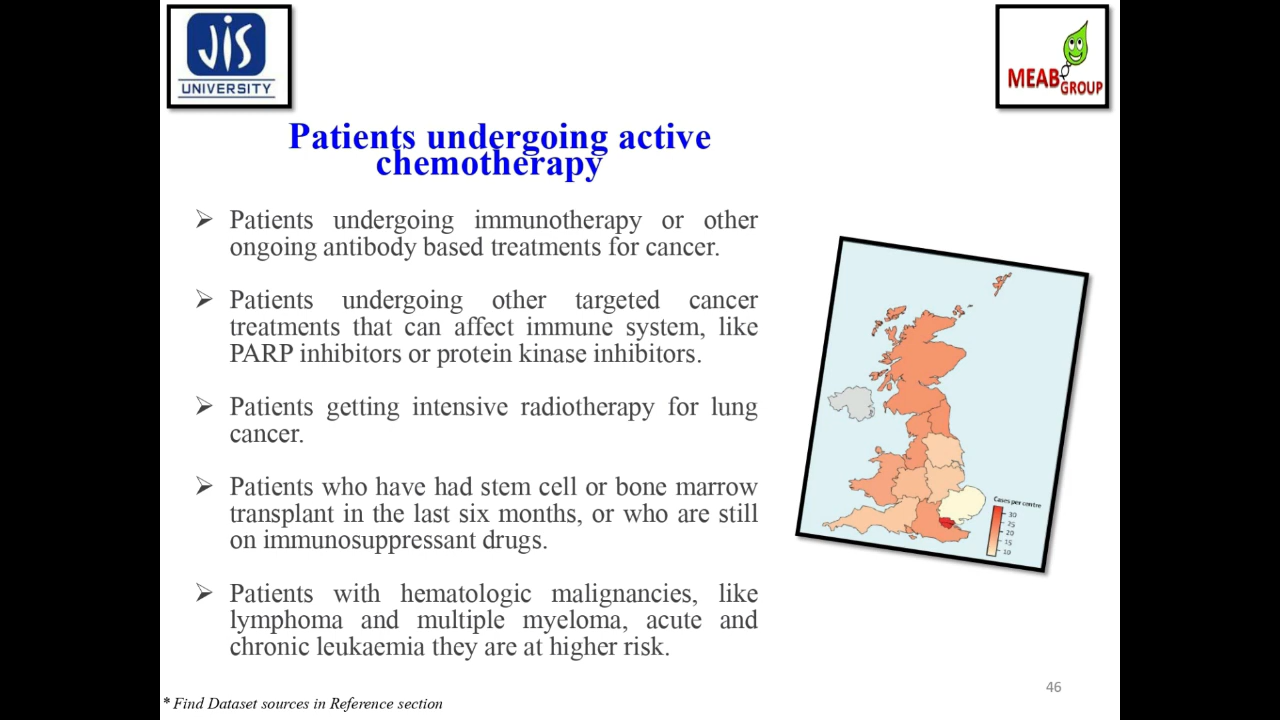 JIS
UNIVERSITY
MEAB
GROUP
Patients undergoing active
chemotherapy
➢ Patients undergoing immunotherapy or other
ongoing antibody based treatments for cancer.
➢ Patients undergoing other targeted cancer
treatments that can affect immune system, like
PARP inhibitors or protein kinase inhibitors.
➢ Patients getting intensive radiotherapy for lung
cancer.
➢ Patients who have had stem cell or bone marrow
transplant in the last six months, or who are still
on immunosuppressant drugs.
➢ Patients with hematologic malignancies, like
lymphoma and multiple myeloma, acute and
chronic leukaemia they are at higher risk.
Cases per centre
30
25
20
15
10
46
* Find Dataset sources in Reference section